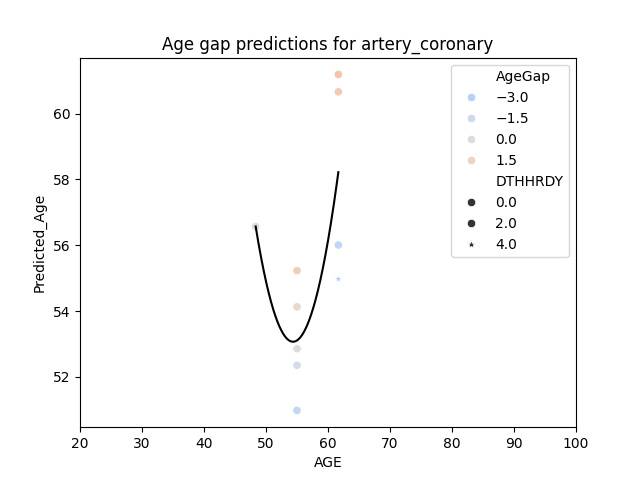 Age gap predictions for artery_coronary
AgeGap
−3.0
−1.5
0.0
1.5
DTHHRDY
0.0
2.0
4.0
Predicted_Age
60
58
56
54
52
20 30 40 50 60 70 80 90 100
AGE